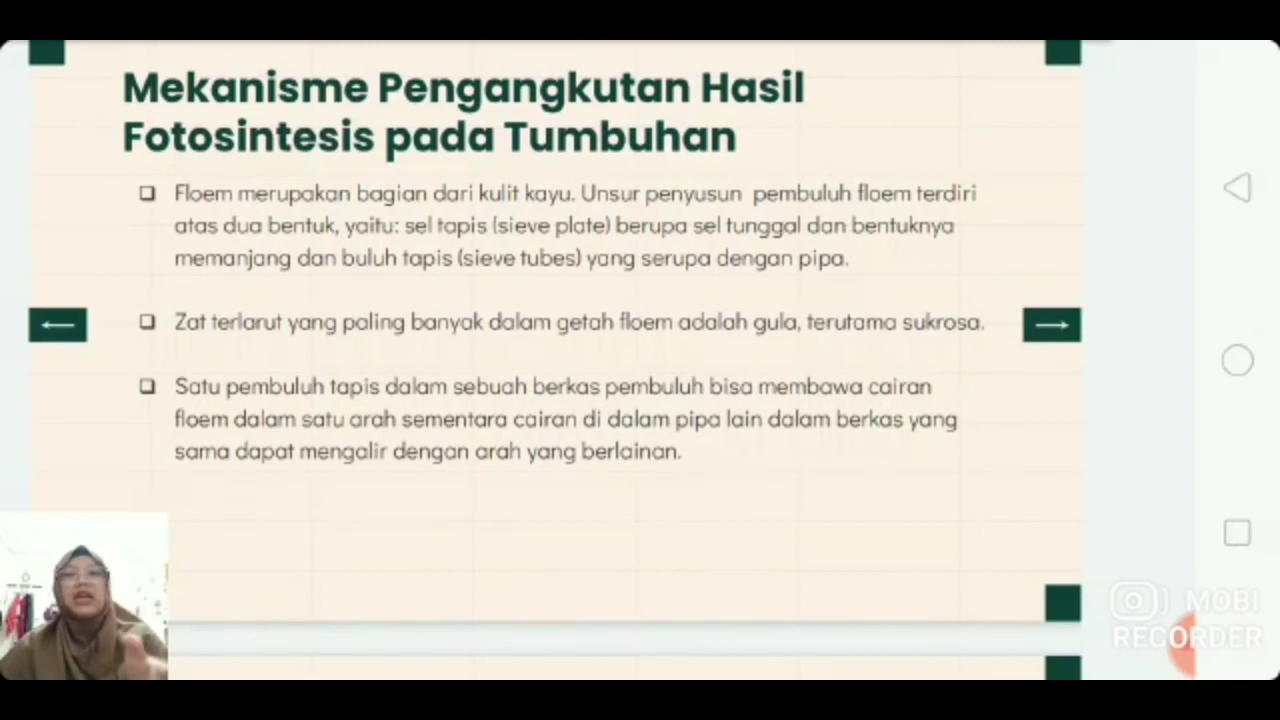 Mekanisme Pengangkutan Hasil
Fotosintesis pada Tumbuhan
Floem merupakan bagian dari kulit kayu. Unsur penyusun pembuluh floem terdiri
atas dua bentuk, yaitu: sel tapis (sieve plate) berupa sel tunggal dan bentuknya
memanjang dan buluh tapis (sieve tubes) yang serupa dengan pipa.
Zat terlarut yang paling banyak dalam getah floem adalah gula, terutama sukrosa.
Satu pembuluh tapis dalam sebuah berkas pembuluh bisa membawa cairan
floem dalam satu arah sementara cairan di dalam pipa lain dalam berkas yang
sama dapat mengalir dengan arah yang berlainan.
MOBI
RECORDER